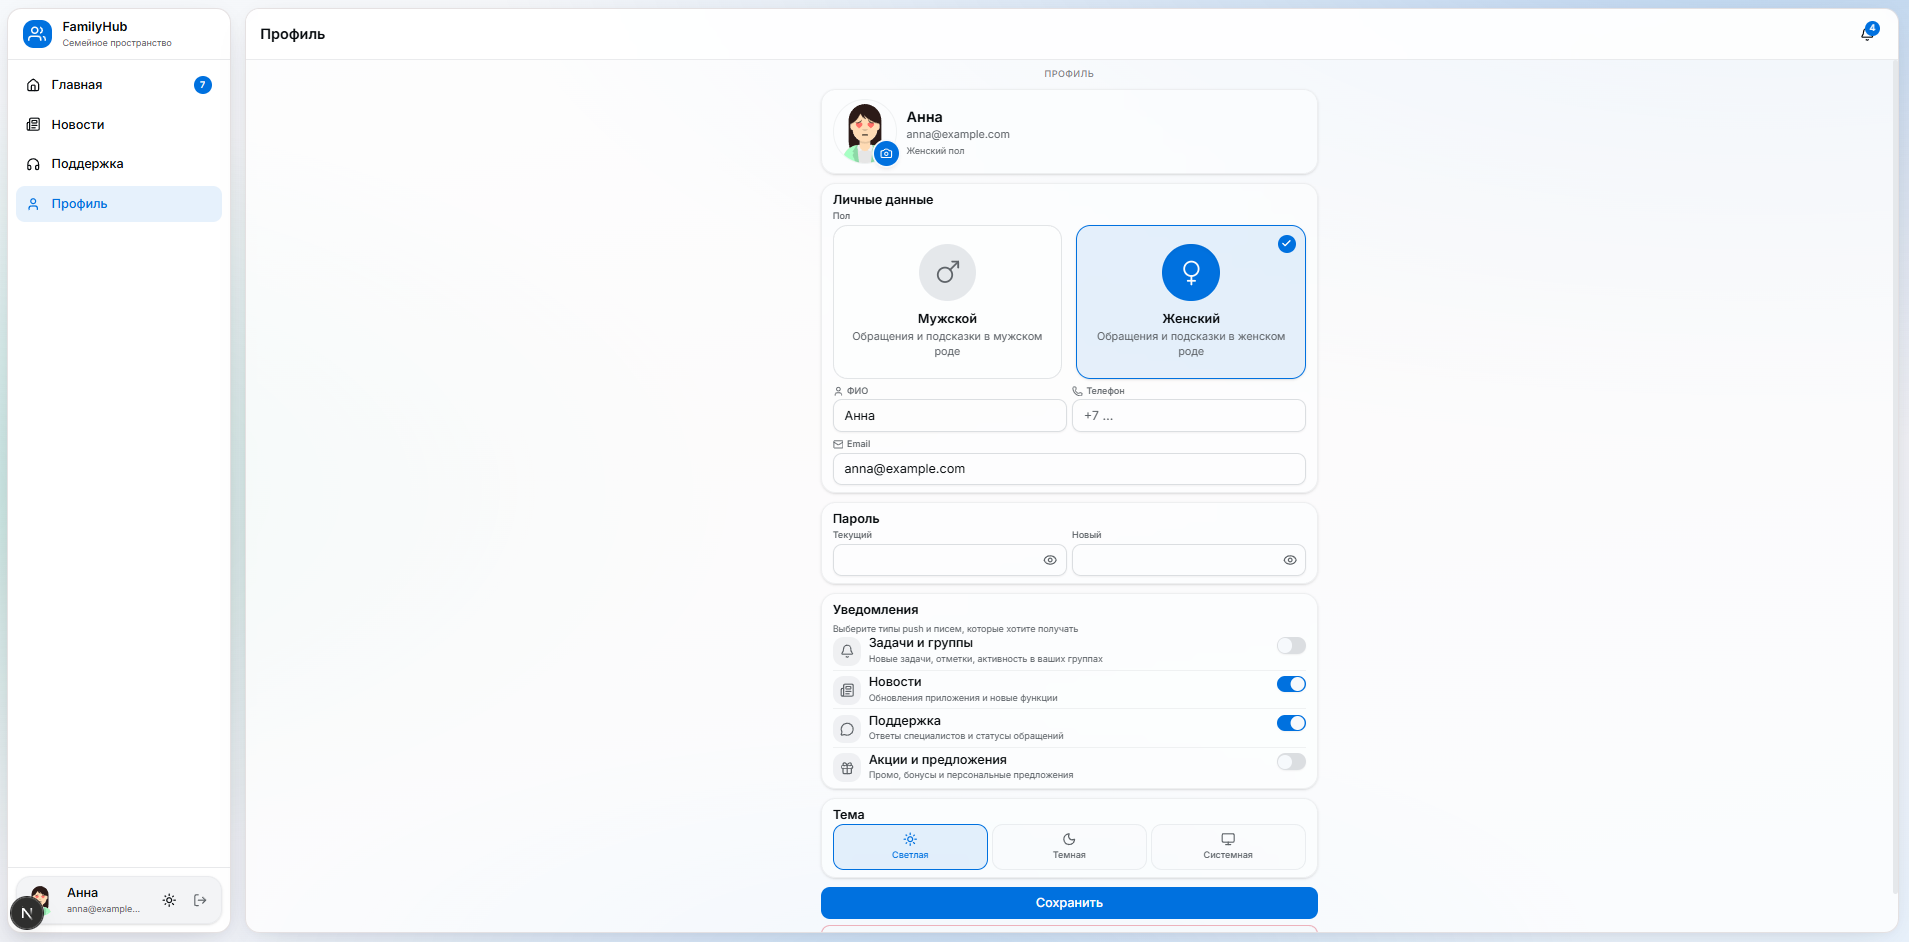 FamilyHub
Семейное пространство
Главная
7
Новости
Поддержка
Профиль
Анна
anna@example...
N
Профиль
4
ПРОФИЛЬ
Анна
anna@example.com
Женский пол
Личные данные
Пол
Мужской
Обращения и подсказки в мужском
роде
Женский
Обращения и подсказки в женском
роде
ФИО
Анна
Телефон
+7 ...
Email
anna@example.com
Пароль
Текущий
Новый
Уведомления
Выберите типы push и писем, которые хотите получать
Задачи и группы
Новые задачи, отметки, активность в ваших группах
Новости
Обновления приложения и новые функции
Поддержка
Ответы специалистов и статусы обращений
Акции и предложения
Промо, бонусы и персональные предложения
Тема
Светлая
Темная
Системная
Сохранить